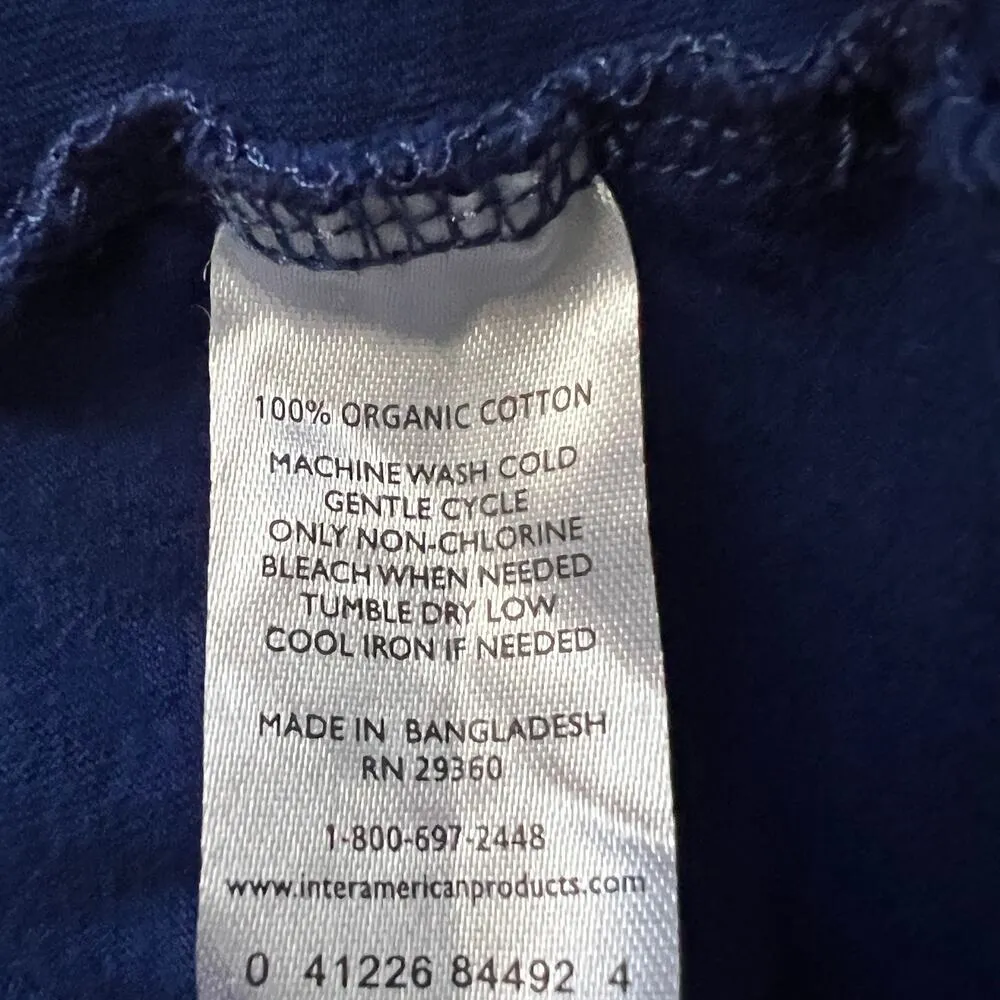 100% ORGANIC COTTON
MACHINE WASH COLD
GENTLE CYCLE
ONLY NON-CHLORINE
BLEACH WHEN NEEDED
TUMBLE DRY LOW
COOL IRON IF NEEDED
MADE IN BANGLADESH
RN 29360
1-800-697-2448
www.interamericanproducts.com
0 41226 84492 4